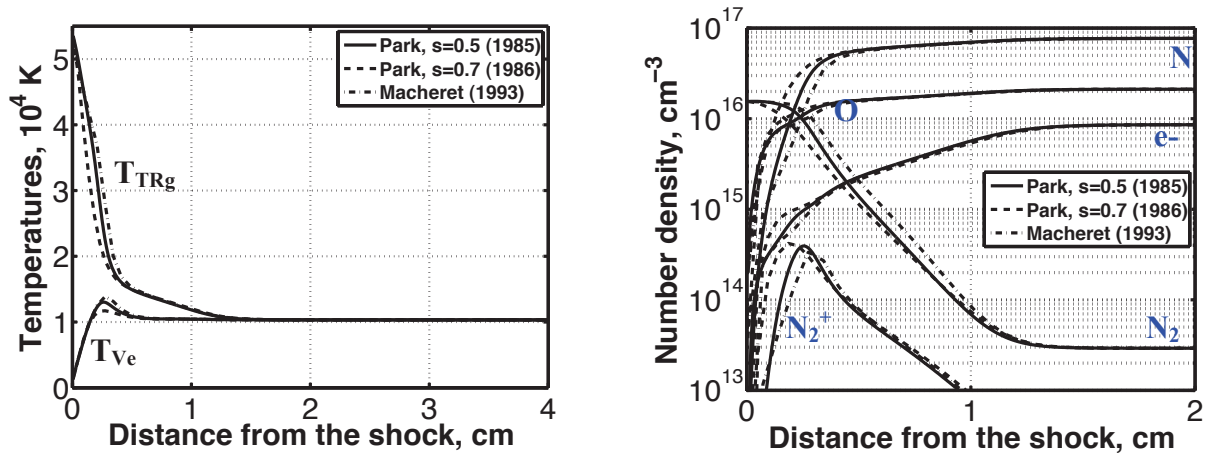 Temperatures, 10⁴ K
5
4
3
2
1
0
Park, s=0.5 (1985)
Park, s=0.7 (1986)
Macheret (1993)
T_TRg
T_Ve
0 1 2 3 4
Distance from the shock, cm
Number density, cm⁻³
10¹⁷
10¹⁶
10¹⁵
10¹⁴
10¹³
N
O
e-
Park, s=0.5 (1985)
Park, s=0.7 (1986)
Macheret (1993)
N₂⁺
N₂
0 1 2
Distance from the shock, cm